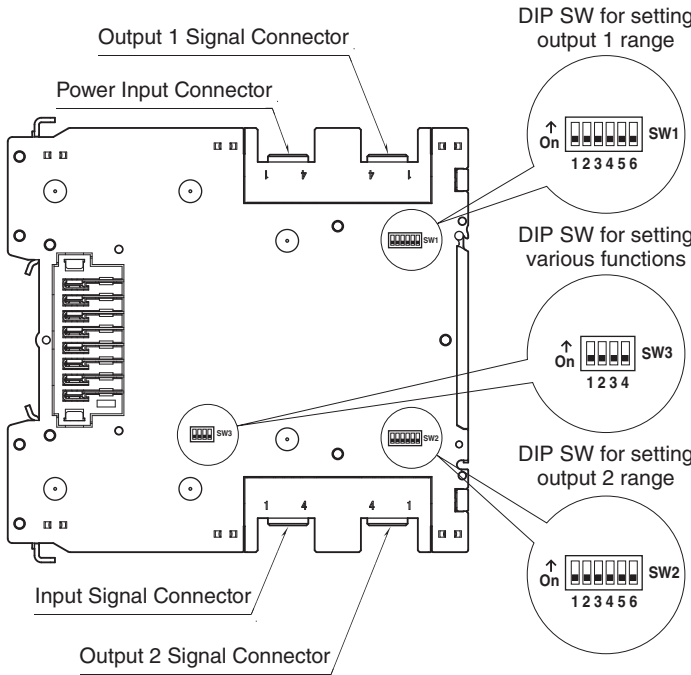 DIP SW for setting
output 1 range
Output 1 Signal Connector
Power Input Connector
↑
On
SW1
1 2 3 4 5 6
1 4 4 1
SW1
DIP SW for setting
various functions
↑
On
SW3
1 2 3 4
SW3
SW2
DIP SW for setting
output 2 range
1 4 4 1
↑
On
SW2
1 2 3 4 5 6
Input Signal Connector
Output 2 Signal Connector